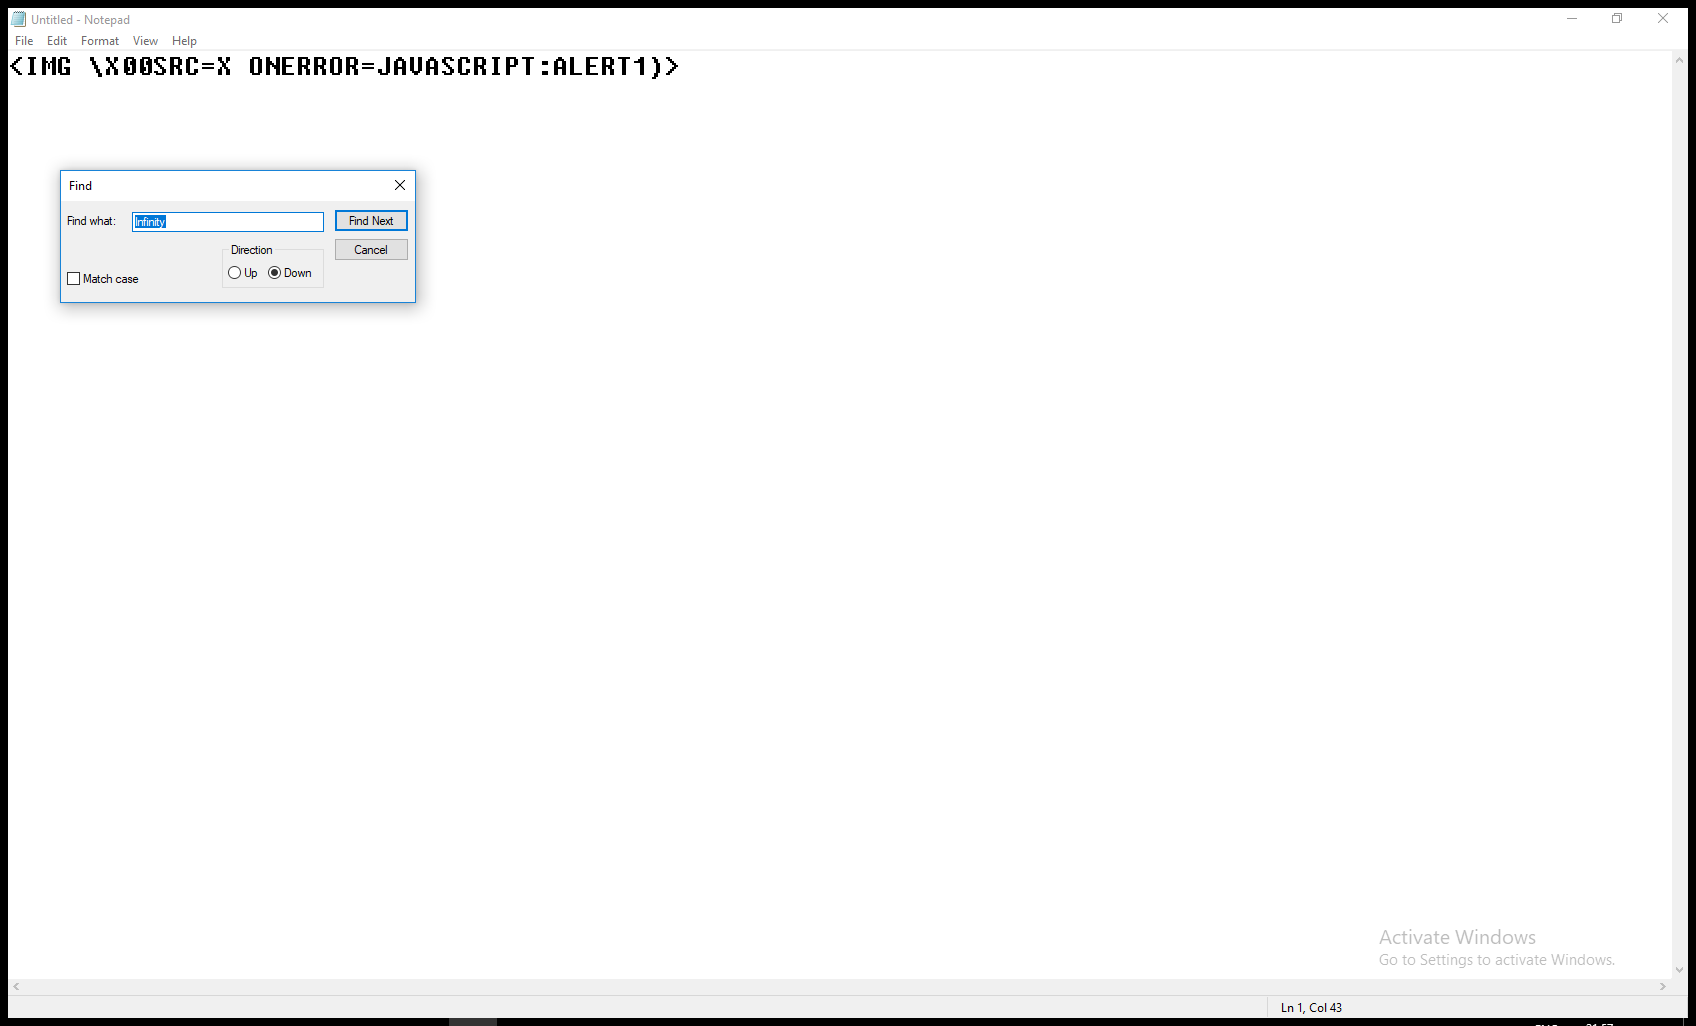 Untitled - Notepad
File Edit Format View Help
<IMG \X00SRC=X ONERROR=JAVASCRIPT:ALERT1)>
Find
Find what: Infinity Find Next
Direction Cancel
Up Down
Match case
Activate Windows
Go to Settings to activate Windows.
Ln 1, Col 43